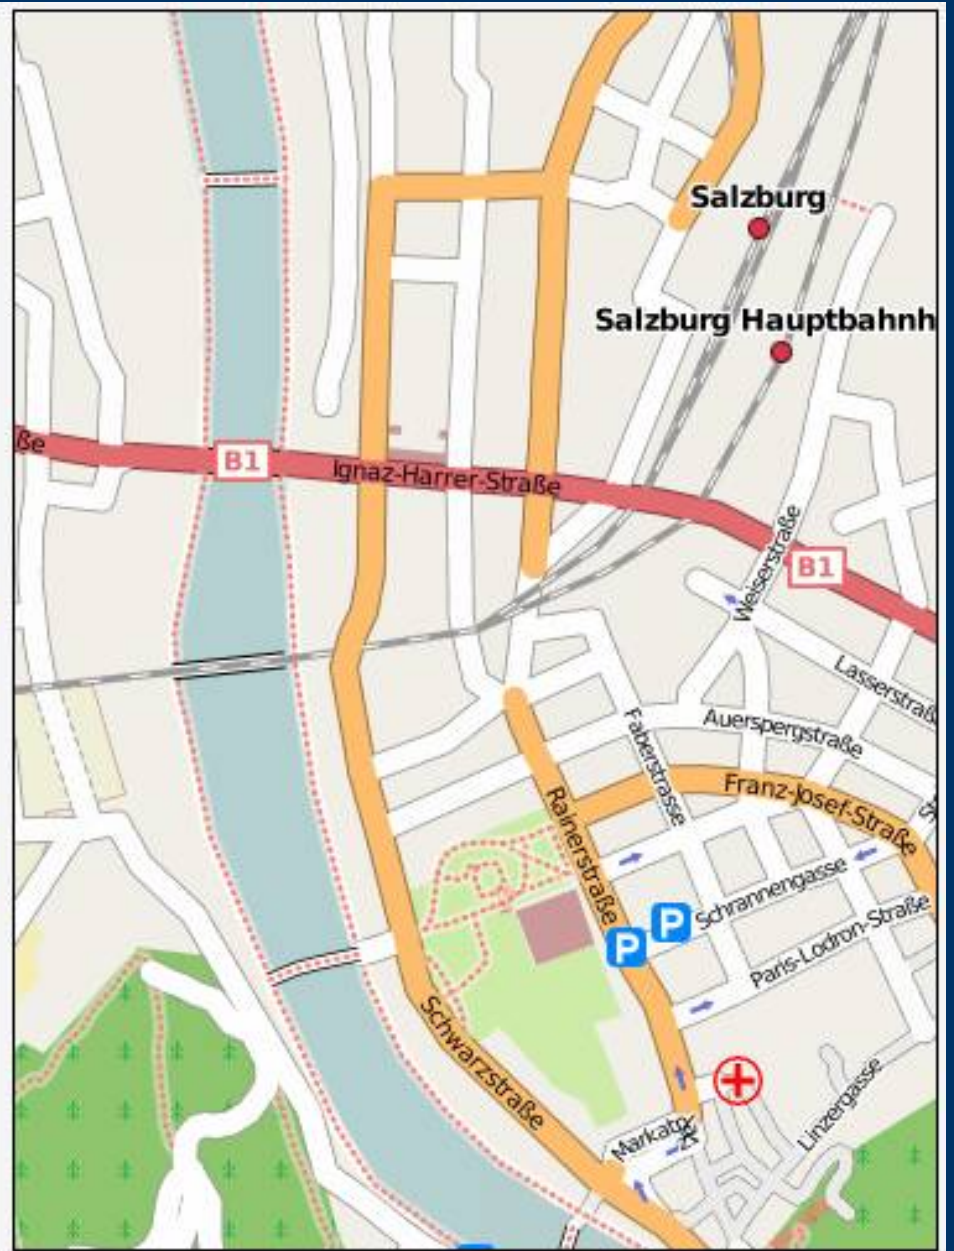 Salzburg
Salzburg Hauptbahnh
ße
B1
Ignaz-Harrer-Straße
Weiserstraße
B1
Lasserstraß
Auerspergstraße
Faberstrasse
Franz-Josef-Straße
Rainerstraße
Schrannengasse
P
P
Paris-Lodron-Straße
Schwarzstraße
Linzergasse